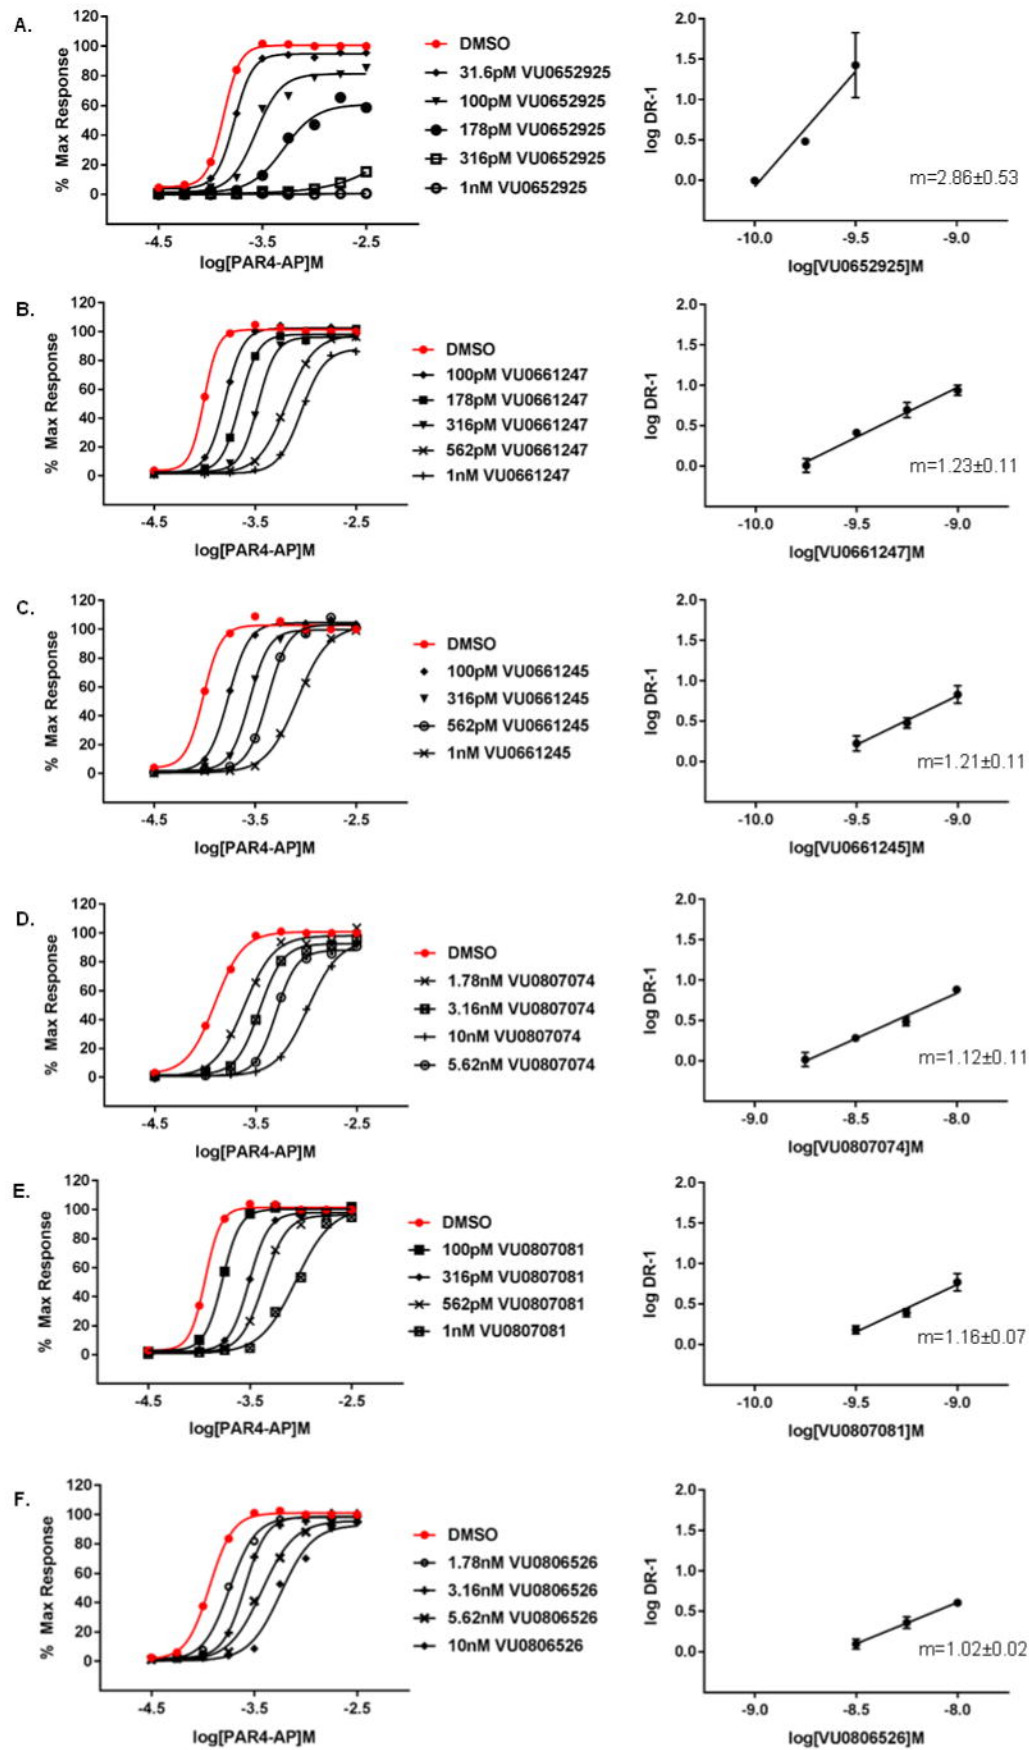 A.
120
100
80
60
40
20
0
% Max Response
-4.5 -3.5 -2.5
log[PAR4-AP]M
DMSO
31.6pM VU0652925
100pM VU0652925
178pM VU0652925
316pM VU0652925
1nM VU0652925
2.0
1.5
1.0
0.5
0.0
log DR-1
m=2.86±0.53
-10.0 -9.5 -9.0
log[VU0652925]M
B.
120
100
80
60
40
20
0
% Max Response
-4.5 -3.5 -2.5
log[PAR4-AP]M
DMSO
100pM VU0661247
178pM VU0661247
316pM VU0661247
562pM VU0661247
1nM VU0661247
2.0
1.5
1.0
0.5
0.0
log DR-1
m=1.23±0.11
-10.0 -9.5 -9.0
log[VU0661247]M
C.
120
100
80
60
40
20
0
% Max Response
-4.5 -3.5 -2.5
log[PAR4-AP]M
DMSO
100pM VU0661245
316pM VU0661245
562pM VU0661245
1nM VU0661245
2.0
1.5
1.0
0.5
0.0
log DR-1
m=1.21±0.11
-10.0 -9.5 -9.0
log[VU0661245]M
D.
120
100
80
60
40
20
0
% Max Response
-4.5 -3.5 -2.5
log[PAR4-AP]M
DMSO
1.78nM VU0807074
3.16nM VU0807074
10nM VU0807074
5.62nM VU0807074
2.0
1.5
1.0
0.5
0.0
log DR-1
m=1.12±0.11
-9.0 -8.5 -8.0
log[VU0807074]M
E.
120
100
80
60
40
20
0
% Max Response
-4.5 -3.5 -2.5
log[PAR4-AP]M
DMSO
100pM VU0807081
316pM VU0807081
562pM VU0807081
1nM VU0807081
2.0
1.5
1.0
0.5
0.0
log DR-1
m=1.16±0.07
-10.0 -9.5 -9.0
log[VU0807081]M
F.
120
100
80
60
40
20
0
% Max Response
-4.5 -3.5 -2.5
log[PAR4-AP]M
DMSO
1.78nM VU0806526
3.16nM VU0806526
5.62nM VU0806526
10nM VU0806526
2.0
1.5
1.0
0.5
0.0
log DR-1
m=1.02±0.02
-9.0 -8.5 -8.0
log[VU0806526]M